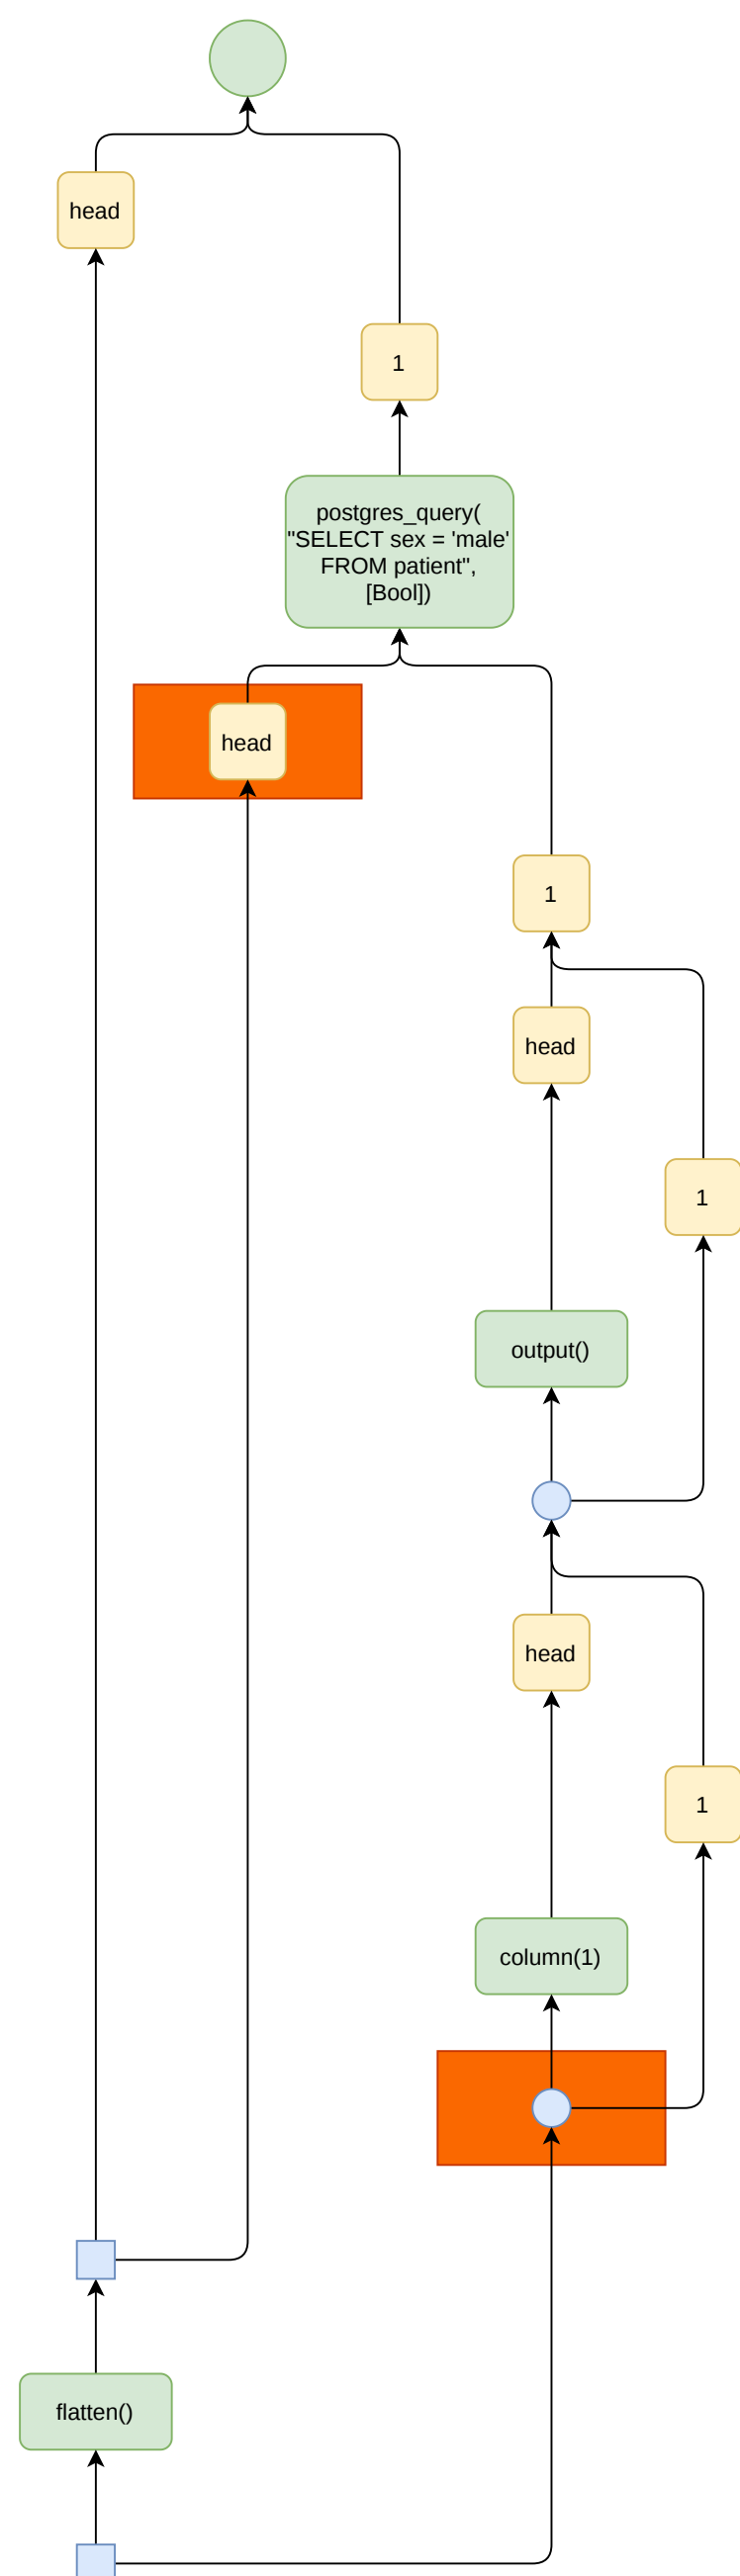 head
1
postgres_query(
"SELECT sex = 'male'
FROM patient",
[Bool])
head
1
head
1
output()
head
1
column(1)
flatten()